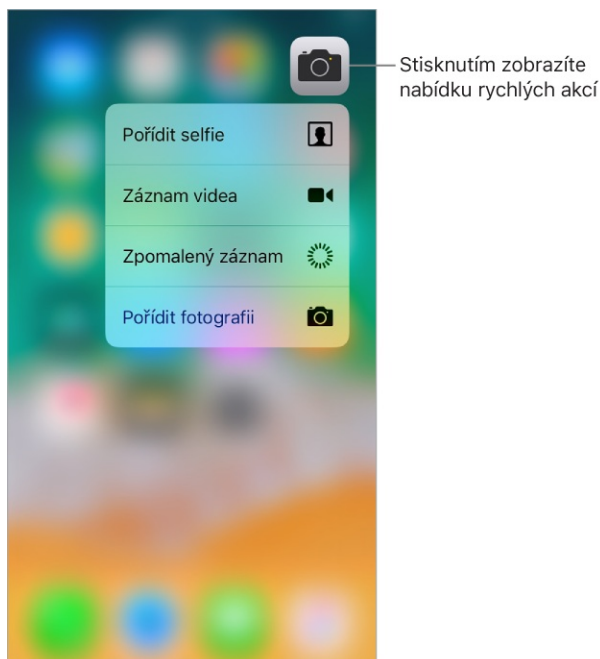 Stisknutím zobrazíte
nabídku rychlých akcí
Pořídit selfie
Záznam videa
Zpomalený záznam
Pořídit fotografii